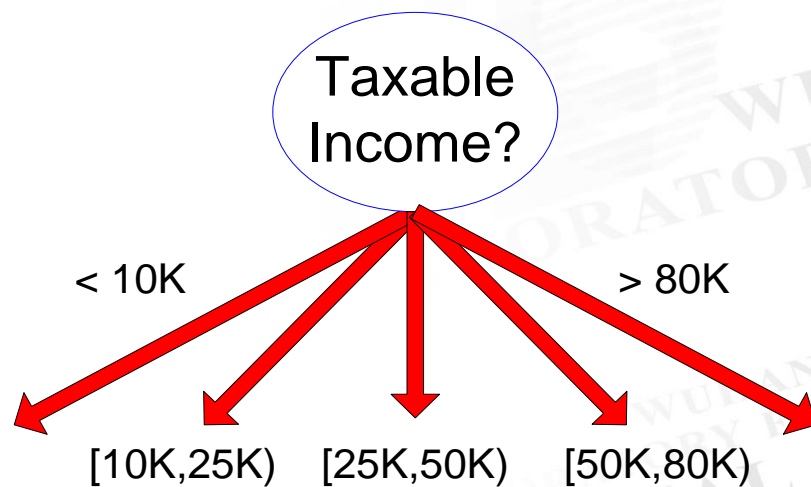 Taxable
Income?
< 10K
> 80K
[10K,25K)
[25K,50K)
[50K,80K)